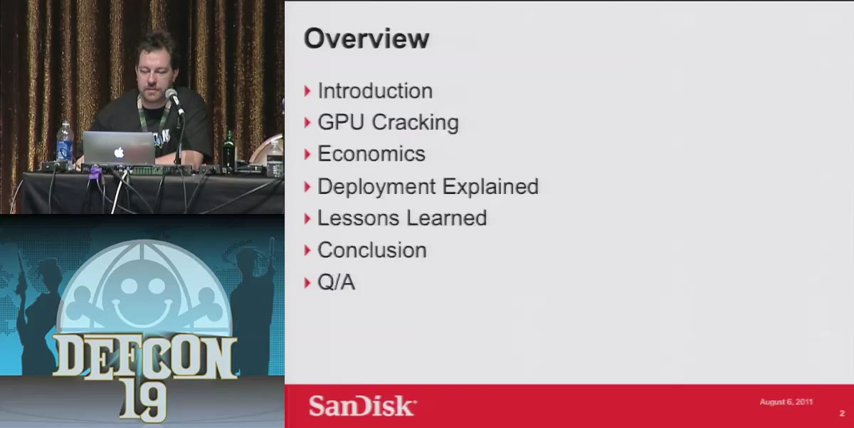 Overview
Introduction
GPU Cracking
Economics
Deployment Explained
Lessons Learned
Conclusion
Q/A
DEFCON
19
SanDisk
August 6, 2011
2